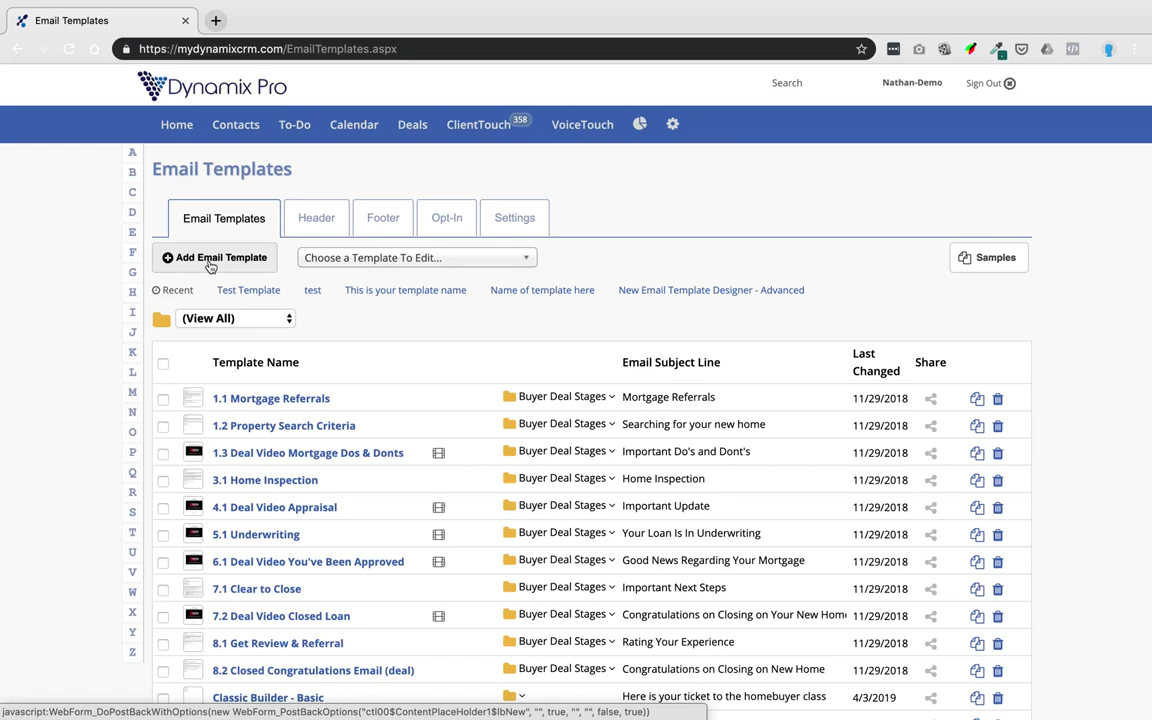 Email Templates
https://mydynamixcrm.com/EmailTemplates.aspx
Dynamix Pro
Search
Nathan-Demo
Sign Out
Home Contacts To-Do Calendar Deals ClientTouch 358 VoiceTouch
A
B
C
D
E
F
G
H
I
J
K
L
M
N
O
P
Q
R
S
T
U
V
W
X
Y
Z
Email Templates
Email Templates Header Footer Opt-In Settings
Add Email Template Choose a Template To Edit... Samples
Recent Test Template test This is your template name Name of template here New Email Template Designer - Advanced
(View All)
Template Name Email Subject Line Last Changed Share
1.1 Mortgage Referrals Buyer Deal Stages Mortgage Referrals 11/29/2018
1.2 Property Search Criteria Buyer Deal Stages Searching for your new home 11/29/2018
1.3 Deal Video Mortgage Dos & Donts Buyer Deal Stages Important Do's and Dont's 11/29/2018
3.1 Home Inspection Buyer Deal Stages Home Inspection 11/29/2018
4.1 Deal Video Appraisal Buyer Deal Stages Important Update 11/29/2018
5.1 Underwriting Buyer Deal Stages Your Loan Is In Underwriting 11/29/2018
6.1 Deal Video You've Been Approved Buyer Deal Stages Good News Regarding Your Mortgage 11/29/2018
7.1 Clear to Close Buyer Deal Stages Important Next Steps 11/29/2018
7.2 Deal Video Closed Loan Buyer Deal Stages Congratulations on Closing on Your New Home 11/29/2018
8.1 Get Review & Referral Buyer Deal Stages Rating Your Experience 11/29/2018
8.2 Closed Congratulations Email (deal) Buyer Deal Stages Congratulations on Closing on New Home 11/29/2018
Classic Builder - Basic Here is your ticket to the homebuyer class 4/3/2019
javascript:WebForm_DoPostBackWithOptions(new WebForm_PostBackOptions("ctl00$ContentPlaceHolder1$lbNew", "", true, "", "", false, true))